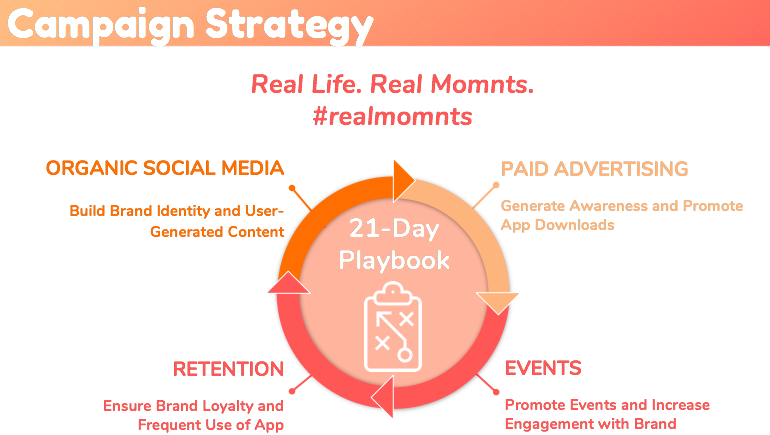 Campaign Strategy
Real Life. Real Momnts.
#realmomnts
ORGANIC SOCIAL MEDIA
Build Brand Identity and User-
Generated Content
PAID ADVERTISING
Generate Awareness and Promote
App Downloads
21-Day
Playbook
RETENTION
Ensure Brand Loyalty and
Frequent Use of App
EVENTS
Promote Events and Increase
Engagement with Brand